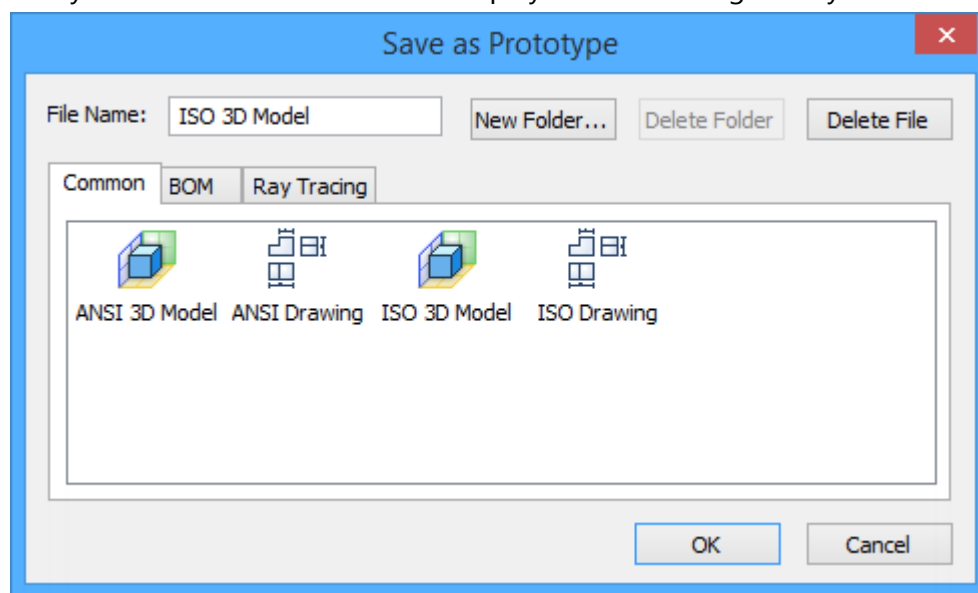 Save as Prototype
File Name: ISO 3D Model New Folder... Delete Folder Delete File
Common BOM Ray Tracing
ANSI 3D Model ANSI Drawing ISO 3D Model ISO Drawing
OK Cancel